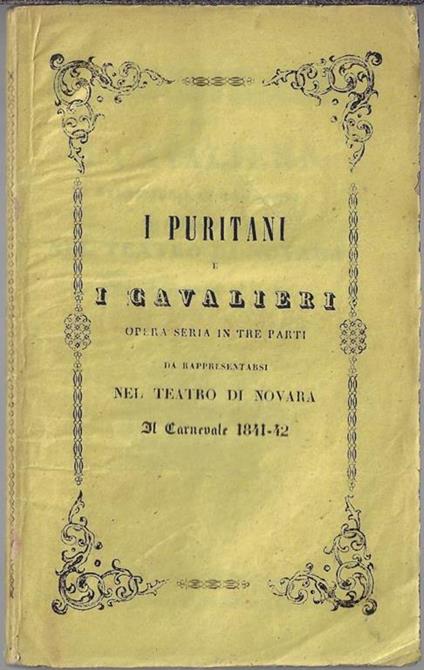 I PURITANI
E
I CAVALIERI
OPERA SERIA IN TRE PARTI
DA RAPPRESENTARSI
NEL TEATRO DI NOVARA
Il Carnevale 1841-42